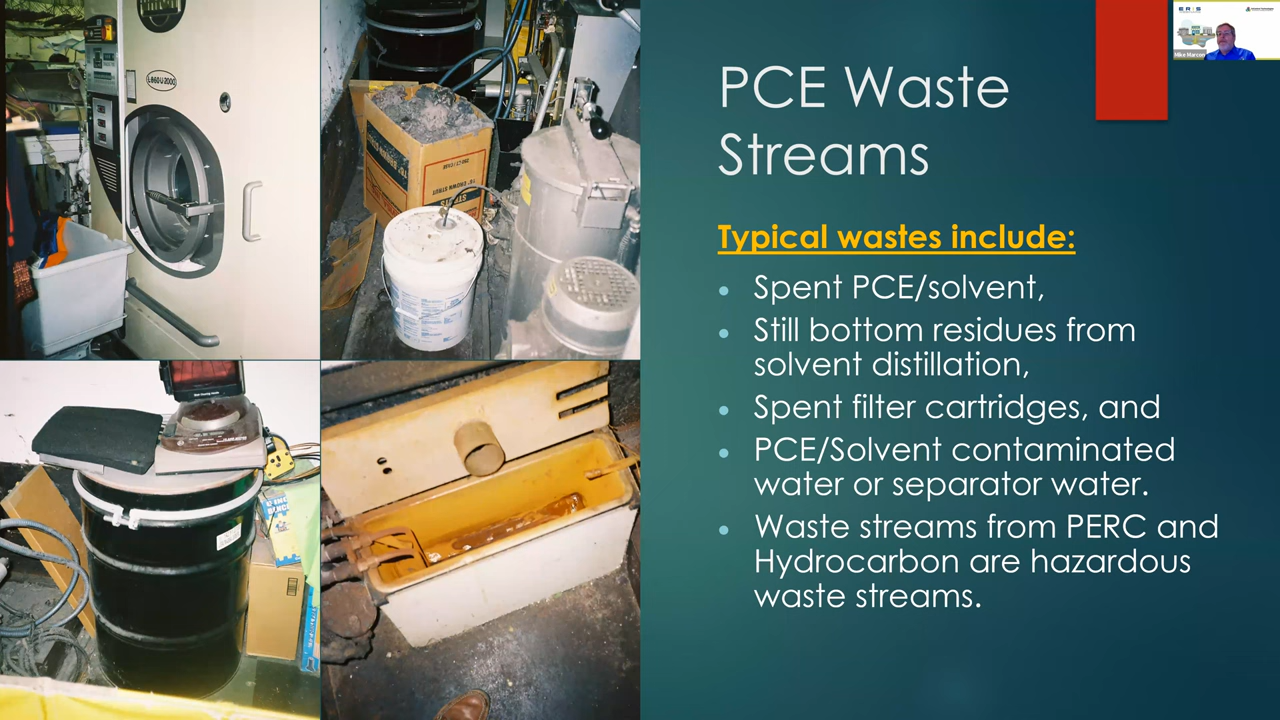 PCE Waste
Streams
Typical wastes include:
Spent PCE/solvent,
Still bottom residues from
solvent distillation,
Spent filter cartridges, and
PCE/Solvent contaminated
water or separator water.
Waste streams from PERC and
Hydrocarbon are hazardous
waste streams.